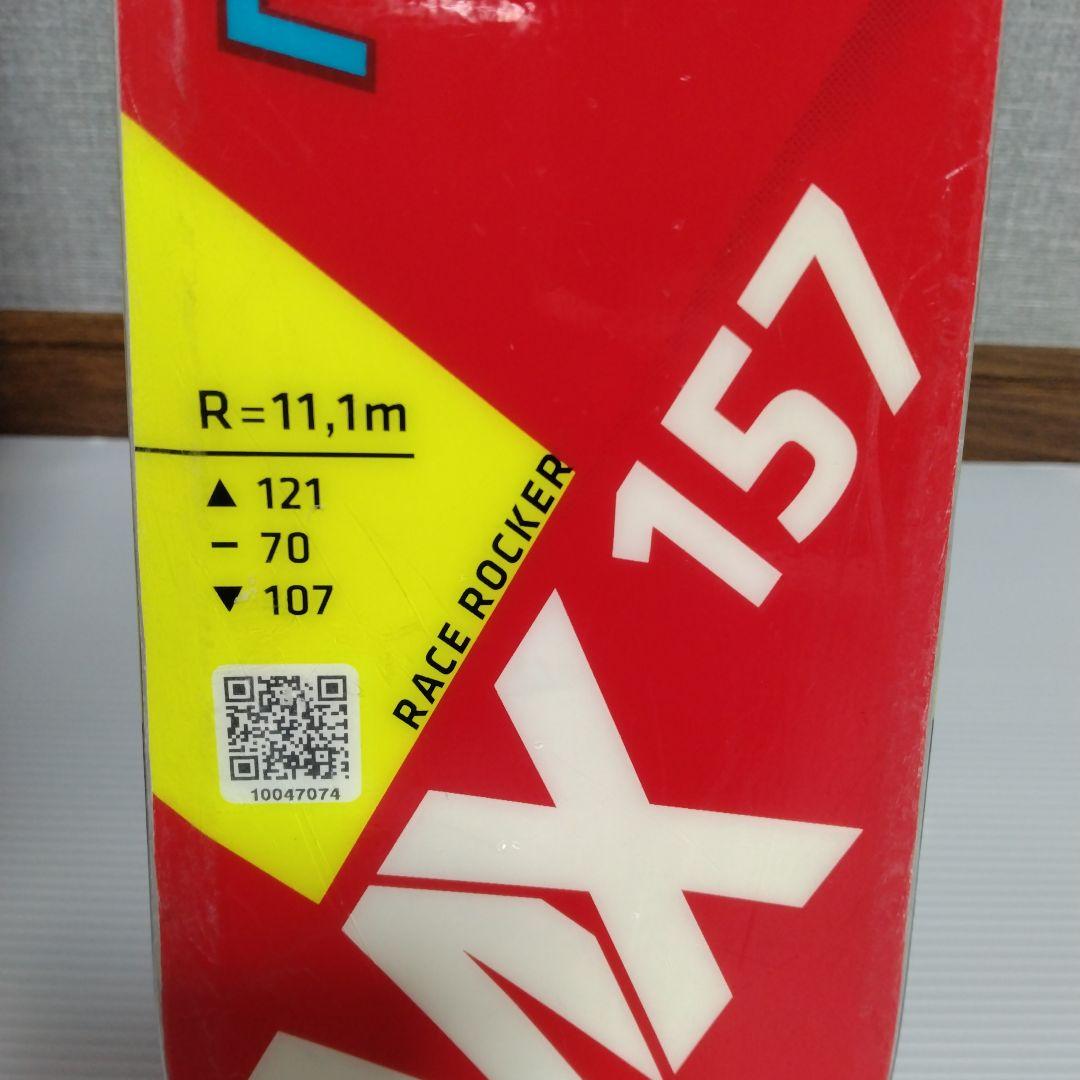 R=11,1m
▲ 121
– 70
▼ 107
RACE ROCKER
10047074
157